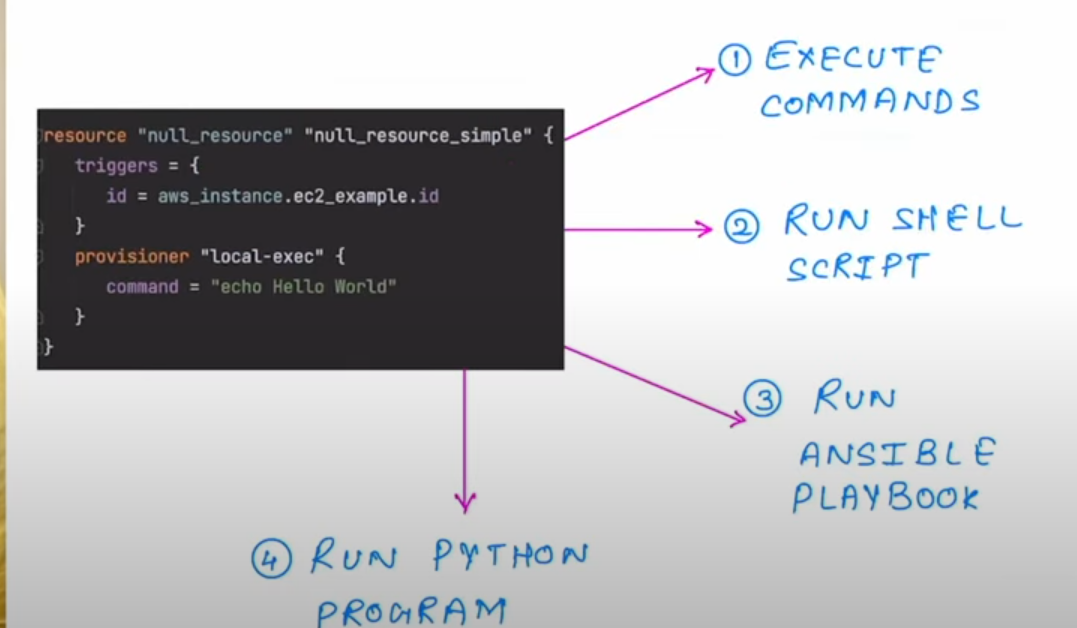 resource "null_resource" "null_resource_simple" {
triggers = {
id = aws_instance.ec2_example.id
}
provisioner "local-exec" {
command = "echo Hello World"
}
}
① EXECUTE
COMMANDS
② RUN SHELL
SCRIPT
③ RUN
ANSIBLE
PLAYBOOK
④ RUN PYTHON
PROGRAM